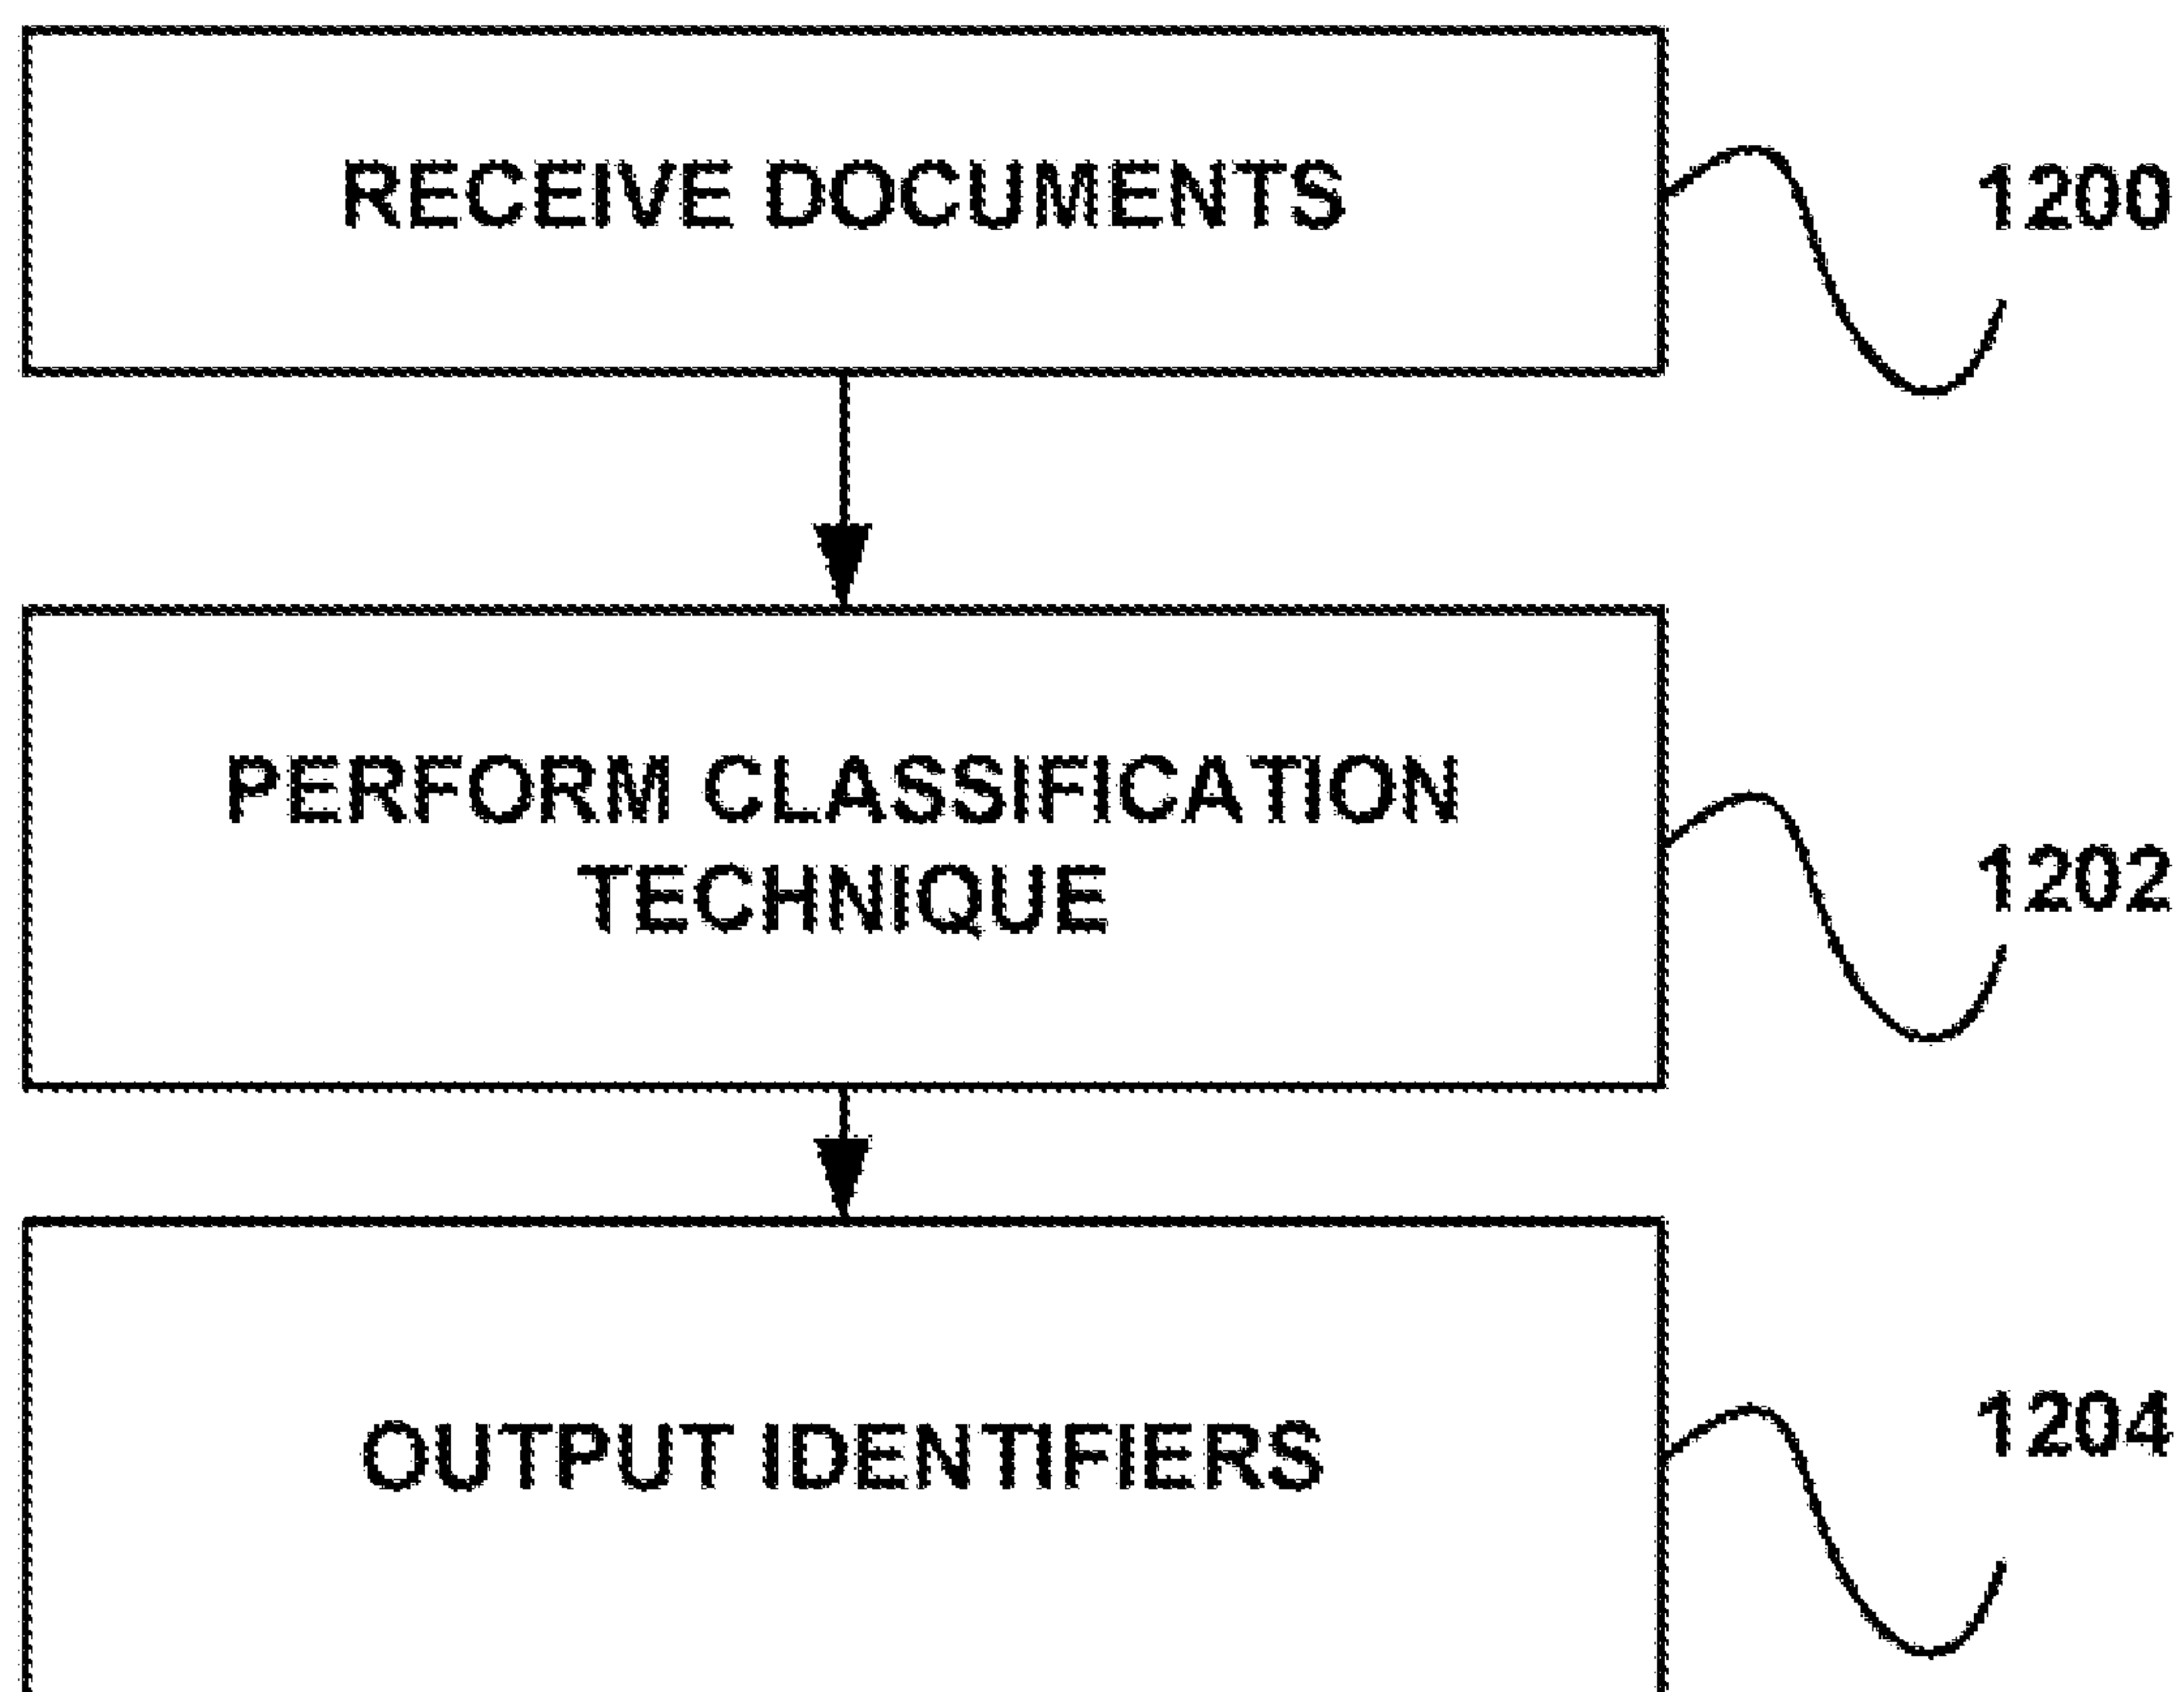 RECEIVE DOCUMENTS
1200
PERFORM CLASSIFICATION
TECHNIQUE
1202
OUTPUT IDENTIFIERS
1204